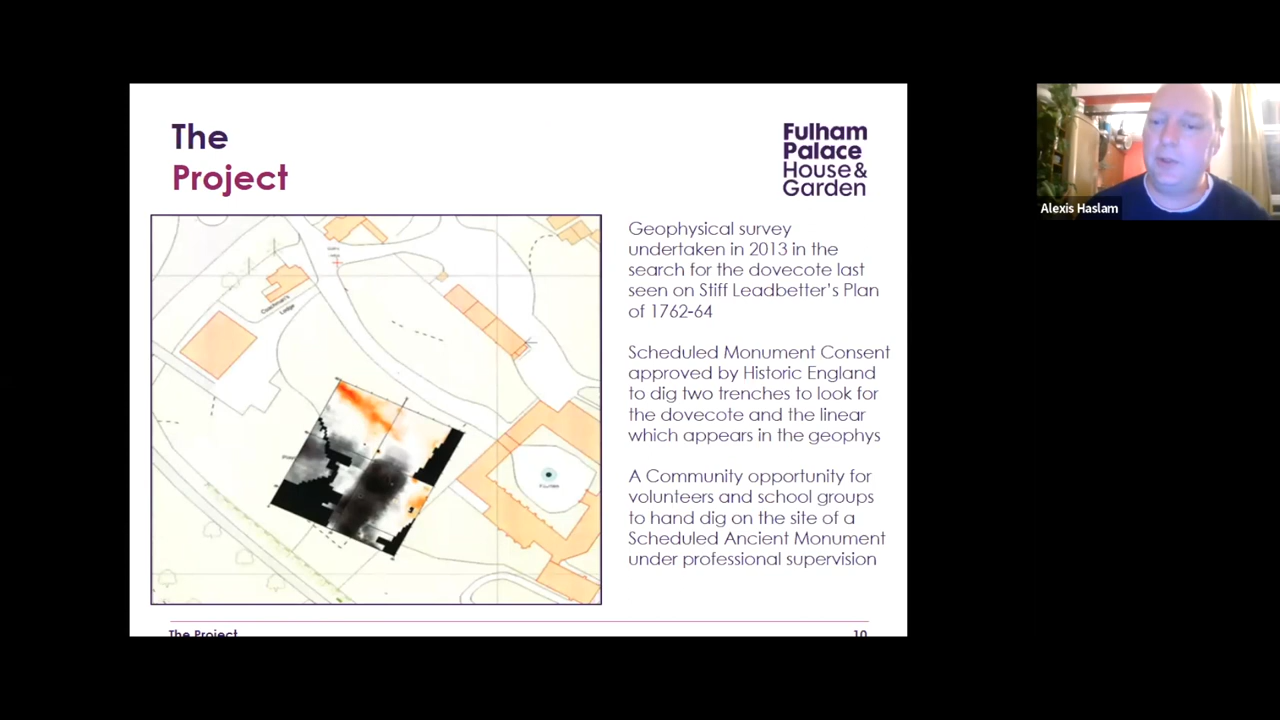 The
Project
Fulham
Palace
House &
Garden
Alexis Haslam
Coachman's
Lodge
Geophysical survey
undertaken in 2013 in the
search for the dovecote last
seen on Stiff Leadbetter's Plan
of 1762-64
Scheduled Monument Consent
approved by Historic England
to dig two trenches to look for
the dovecote and the linear
which appears in the geophys
A Community opportunity for
volunteers and school groups
to hand dig on the site of a
Scheduled Ancient Monument
under professional supervision
The Project
10